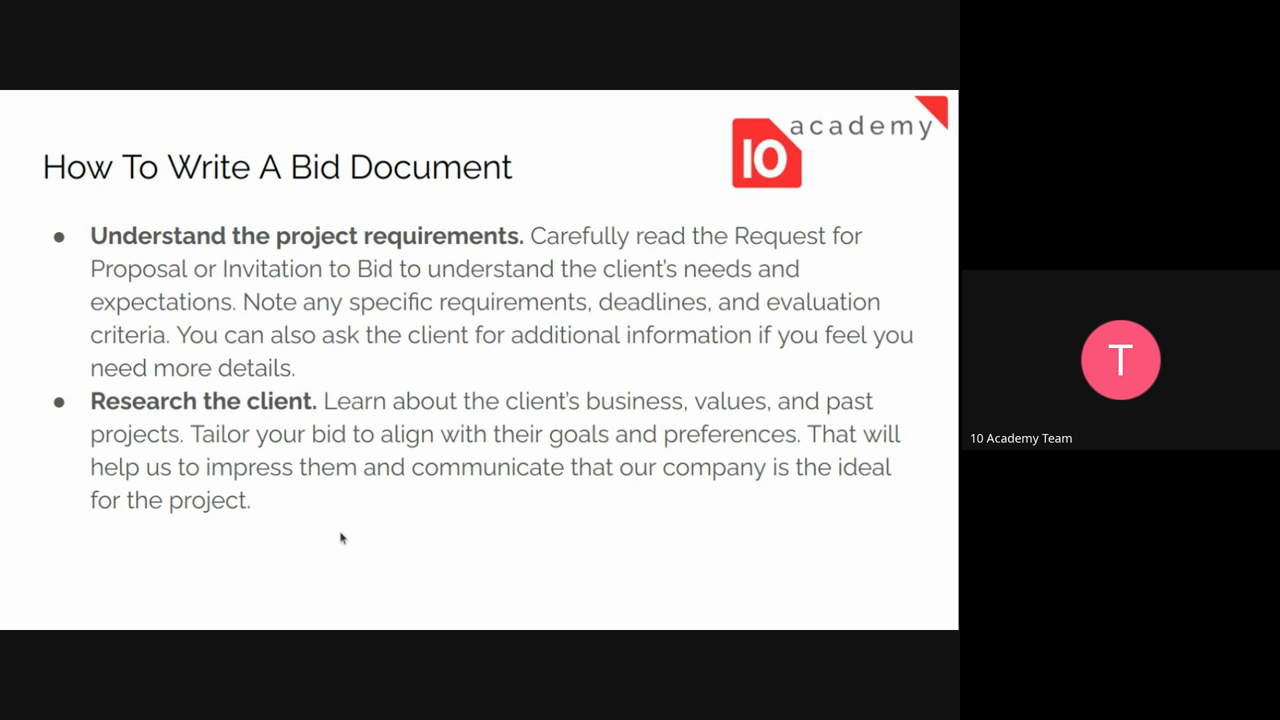 10 academy
How To Write A Bid Document
● Understand the project requirements. Carefully read the Request for
Proposal or Invitation to Bid to understand the client's needs and
expectations. Note any specific requirements, deadlines, and evaluation
criteria. You can also ask the client for additional information if you feel you
need more details.
● Research the client. Learn about the client's business, values, and past
projects. Tailor your bid to align with their goals and preferences. That will
help us to impress them and communicate that our company is the ideal
for the project.
T
10 Academy Team